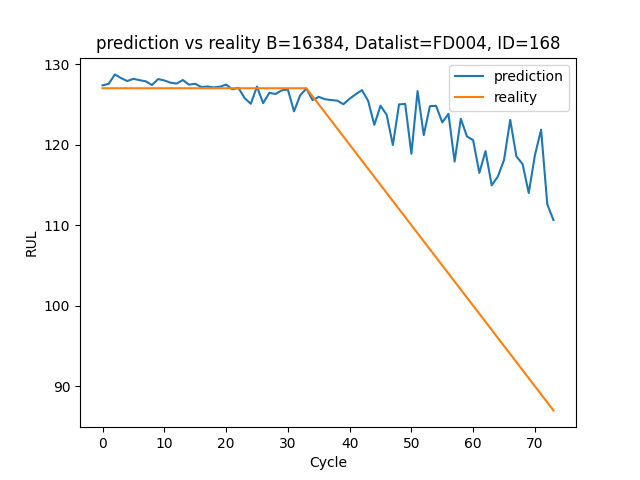 prediction vs reality B=16384, Datalist=FD004, ID=168
prediction
reality
130
120
110
100
90
RUL
0 10 20 30 40 50 60 70
Cycle